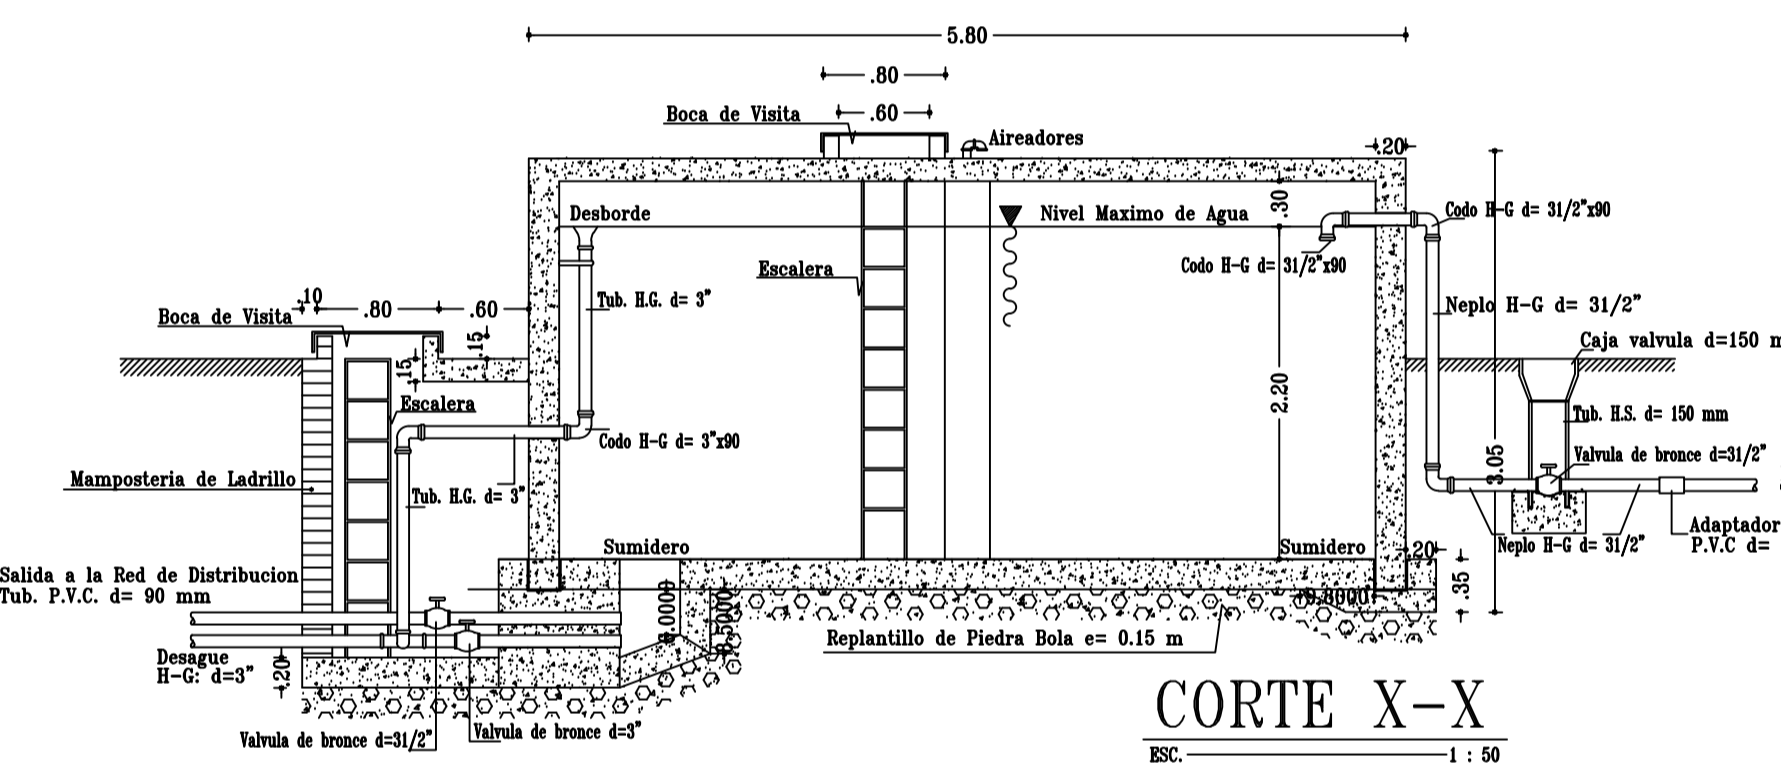 5.80
.80
.60
Boca de Visita
Aireadores
.20
Desborde
Nivel Maximo de Agua
.30
Codo H-G d= 31/2"x90
Codo H-G d= 31/2"x90
Escalera
Tub. H.G. d= 3"
.10
.80
.60
Boca de Visita
Neplo H-G d= 31/2"
.15
.15
Caja valvula d=150 m
Escalera
2.20
Tub. H.S. d= 150 mm
Codo H-G d= 3"x90
Valvula de bronce d=31/2"
3.05
Mamposteria de Ladrillo
Tub. H.G. d= 3"
Adaptador
P.V.C d=
Neplo H-G d= 31/2"
Sumidero
Sumidero
.20
.35
Salida a la Red de Distribucion
Tub. P.V.C. d= 90 mm
Replantillo de Piedra Bola e= 0.15 m
Desague
H-G: d=3"
.20
Valvula de bronce d=31/2"
Valvula de bronce d=3"
CORTE X-X
ESC. 1 : 50